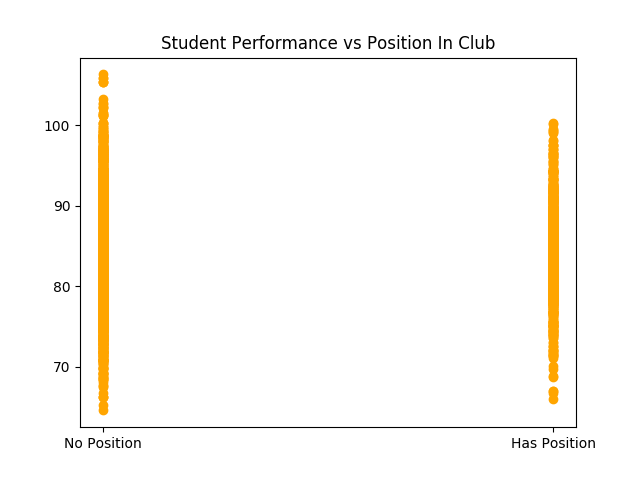 Student Performance vs Position In Club
100
90
80
70
No Position
Has Position